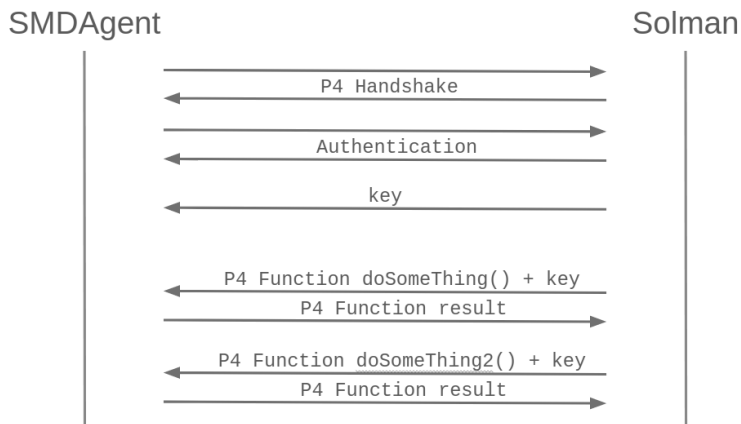 SMDAgent
Solman
P4 Handshake
Authentication
key
P4 Function doSomeThing() + key
P4 Function result
P4 Function doSomeThing2() + key
P4 Function result